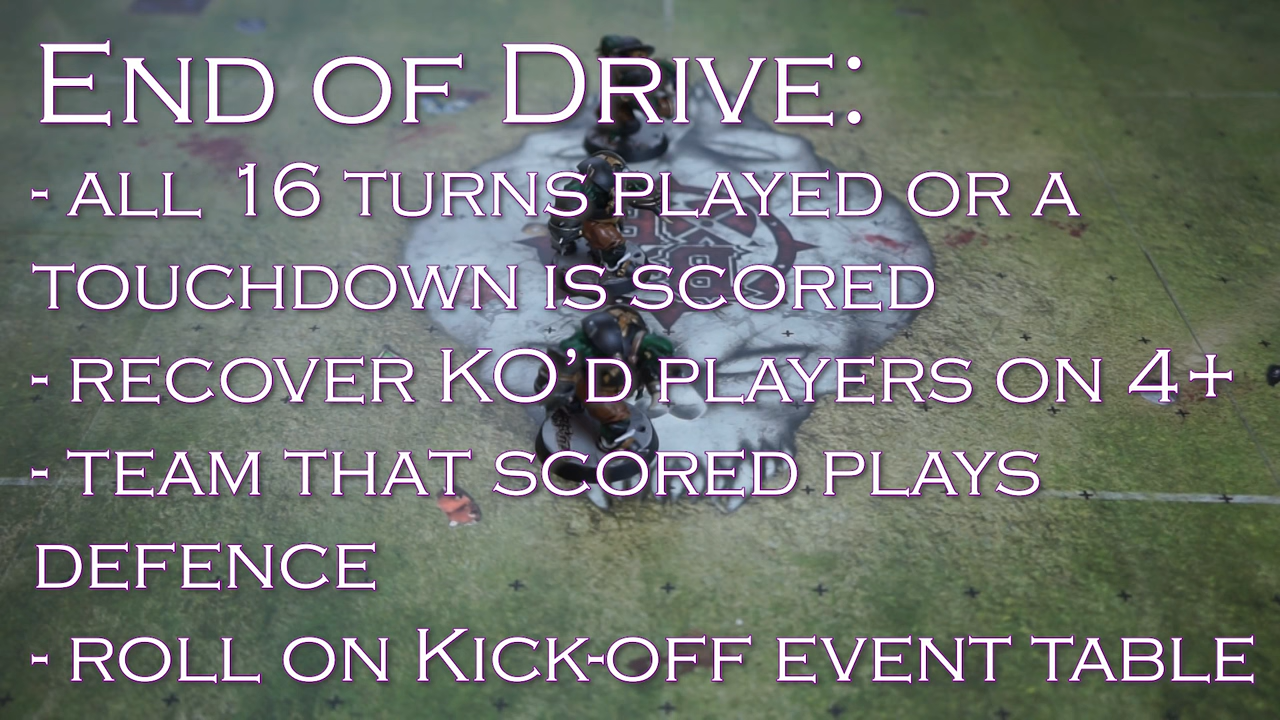 End of Drive:
- all 16 turns played or a
touchdown is scored
- recover KO’d players on 4+
- team that scored plays
defence
- roll on Kick-off event table